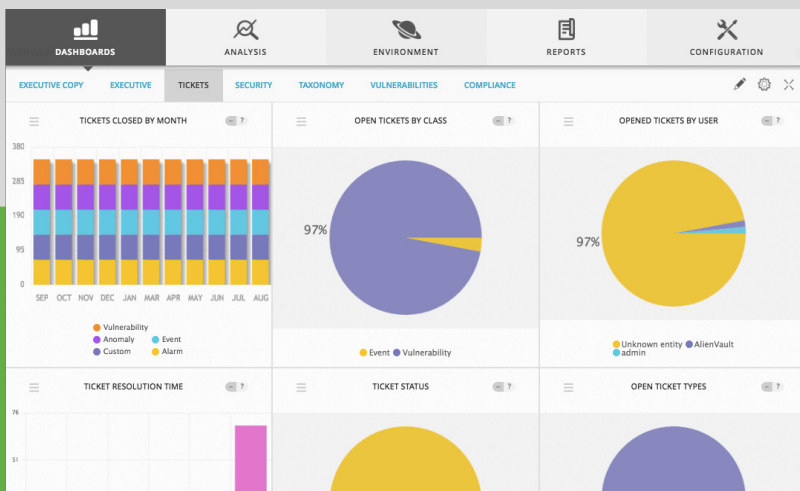 DASHBOARDS
ANALYSIS
ENVIRONMENT
REPORTS
CONFIGURATION
EXECUTIVE COPY
EXECUTIVE
TICKETS
SECURITY
TAXONOMY
VULNERABILITIES
COMPLIANCE
TICKETS CLOSED BY MONTH
?
380
285
190
95
0
SEP OCT NOV DEC JAN MAR APR MAY JUN JUL AUG
Vulnerability
Anomaly Event
Custom Alarm
OPEN TICKETS BY CLASS
?
97%
Event Vulnerability
OPENED TICKETS BY USER
?
97%
Unknown entity AlienVault
admin
TICKET RESOLUTION TIME
?
76
51
TICKET STATUS
?
OPEN TICKET TYPES
?